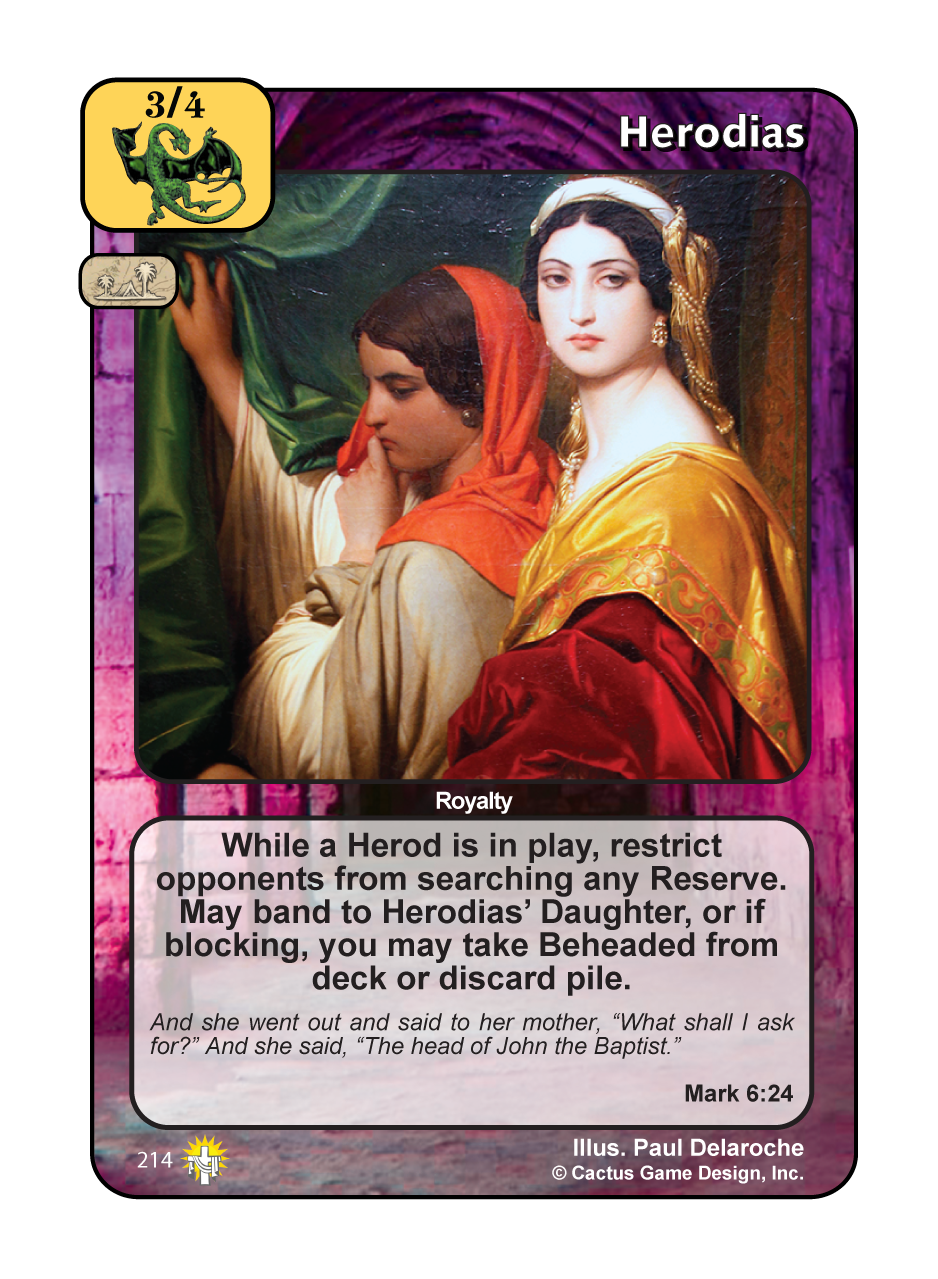 3/4
Herodias
Royalty
While a Herod is in play, restrict
opponents from searching any Reserve.
May band to Herodias’ Daughter, or if
blocking, you may take Beheaded from
deck or discard pile.
And she went out and said to her mother, “What shall I ask
for?” And she said, “The head of John the Baptist.”
Mark 6:24
214
Illus. Paul Delaroche
© Cactus Game Design, Inc.